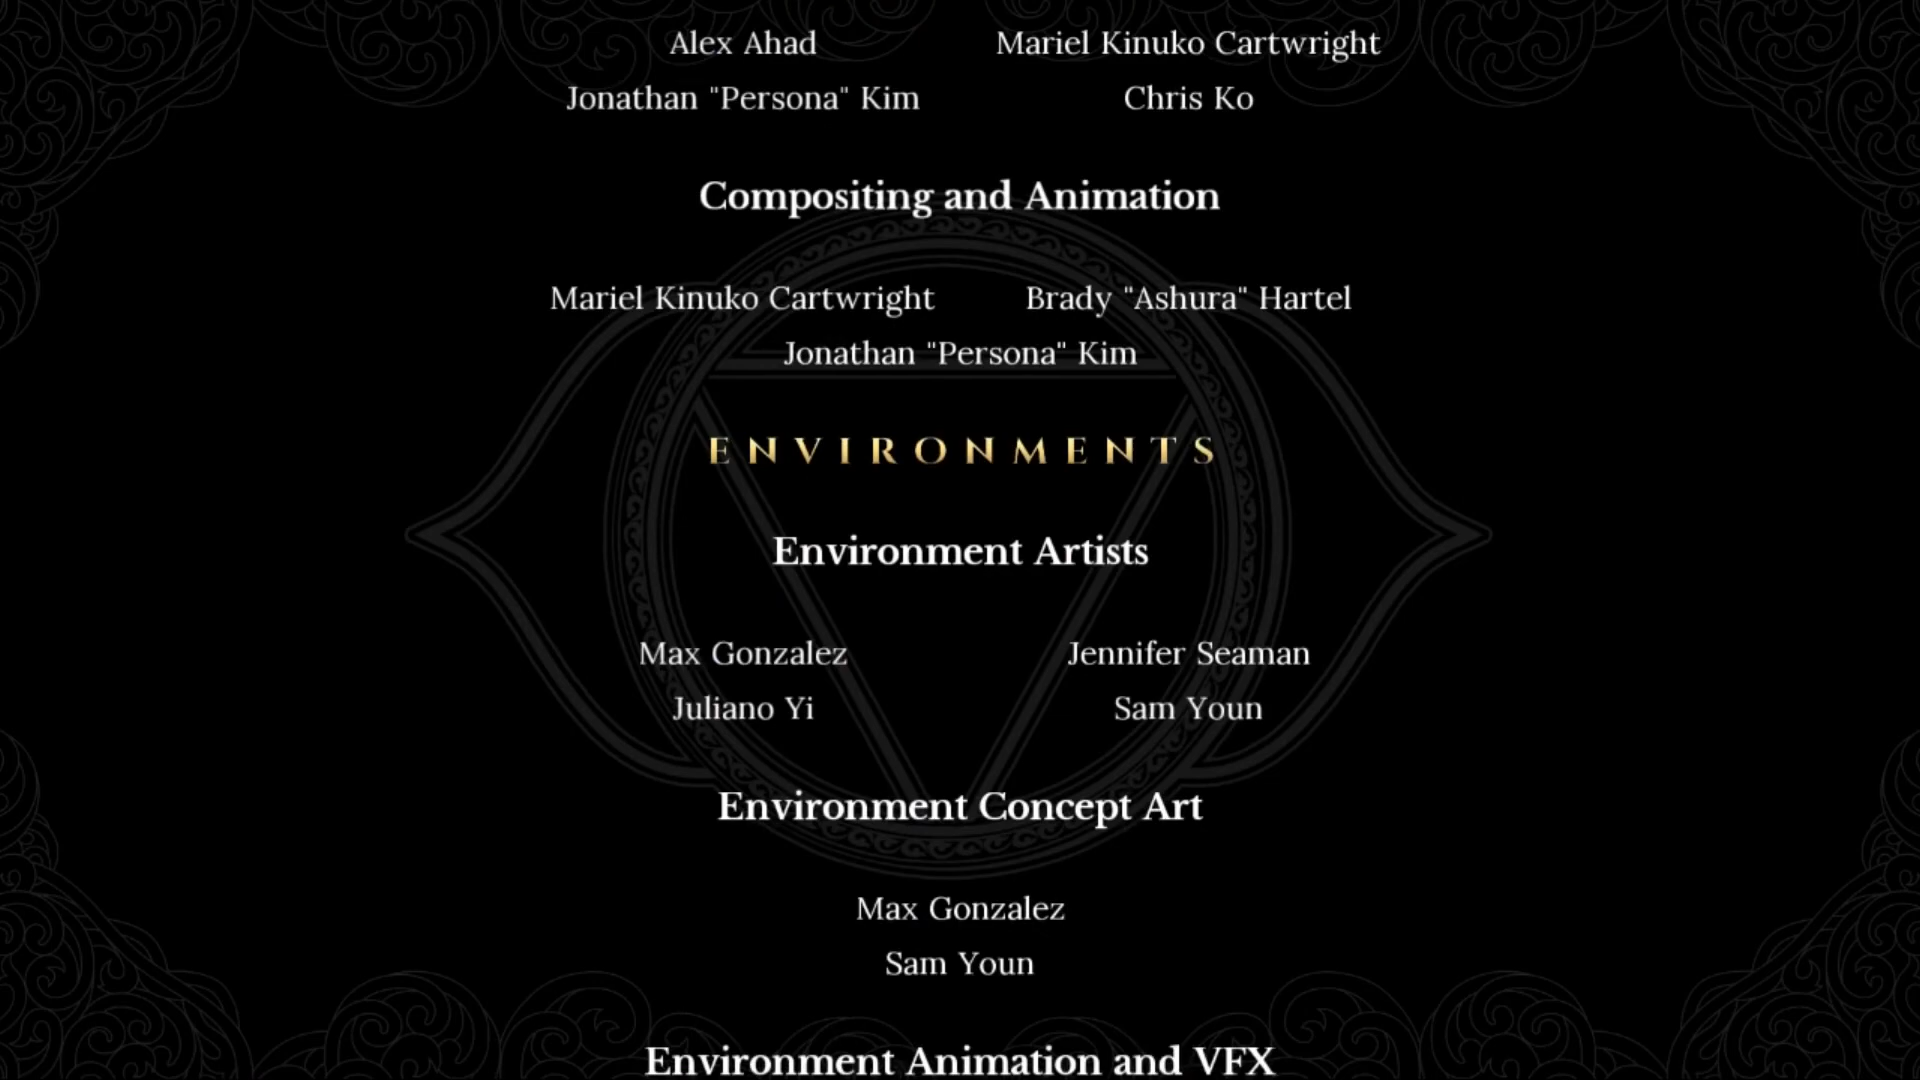 Alex Ahad Mariel Kinuko Cartwright
Jonathan "Persona" Kim Chris Ko
Compositing and Animation
Mariel Kinuko Cartwright Brady "Ashura" Hartel
Jonathan "Persona" Kim
ENVIRONMENTS
Environment Artists
Max Gonzalez Jennifer Seaman
Juliano Yi Sam Youn
Environment Concept Art
Max Gonzalez
Sam Youn
Environment Animation and VFX